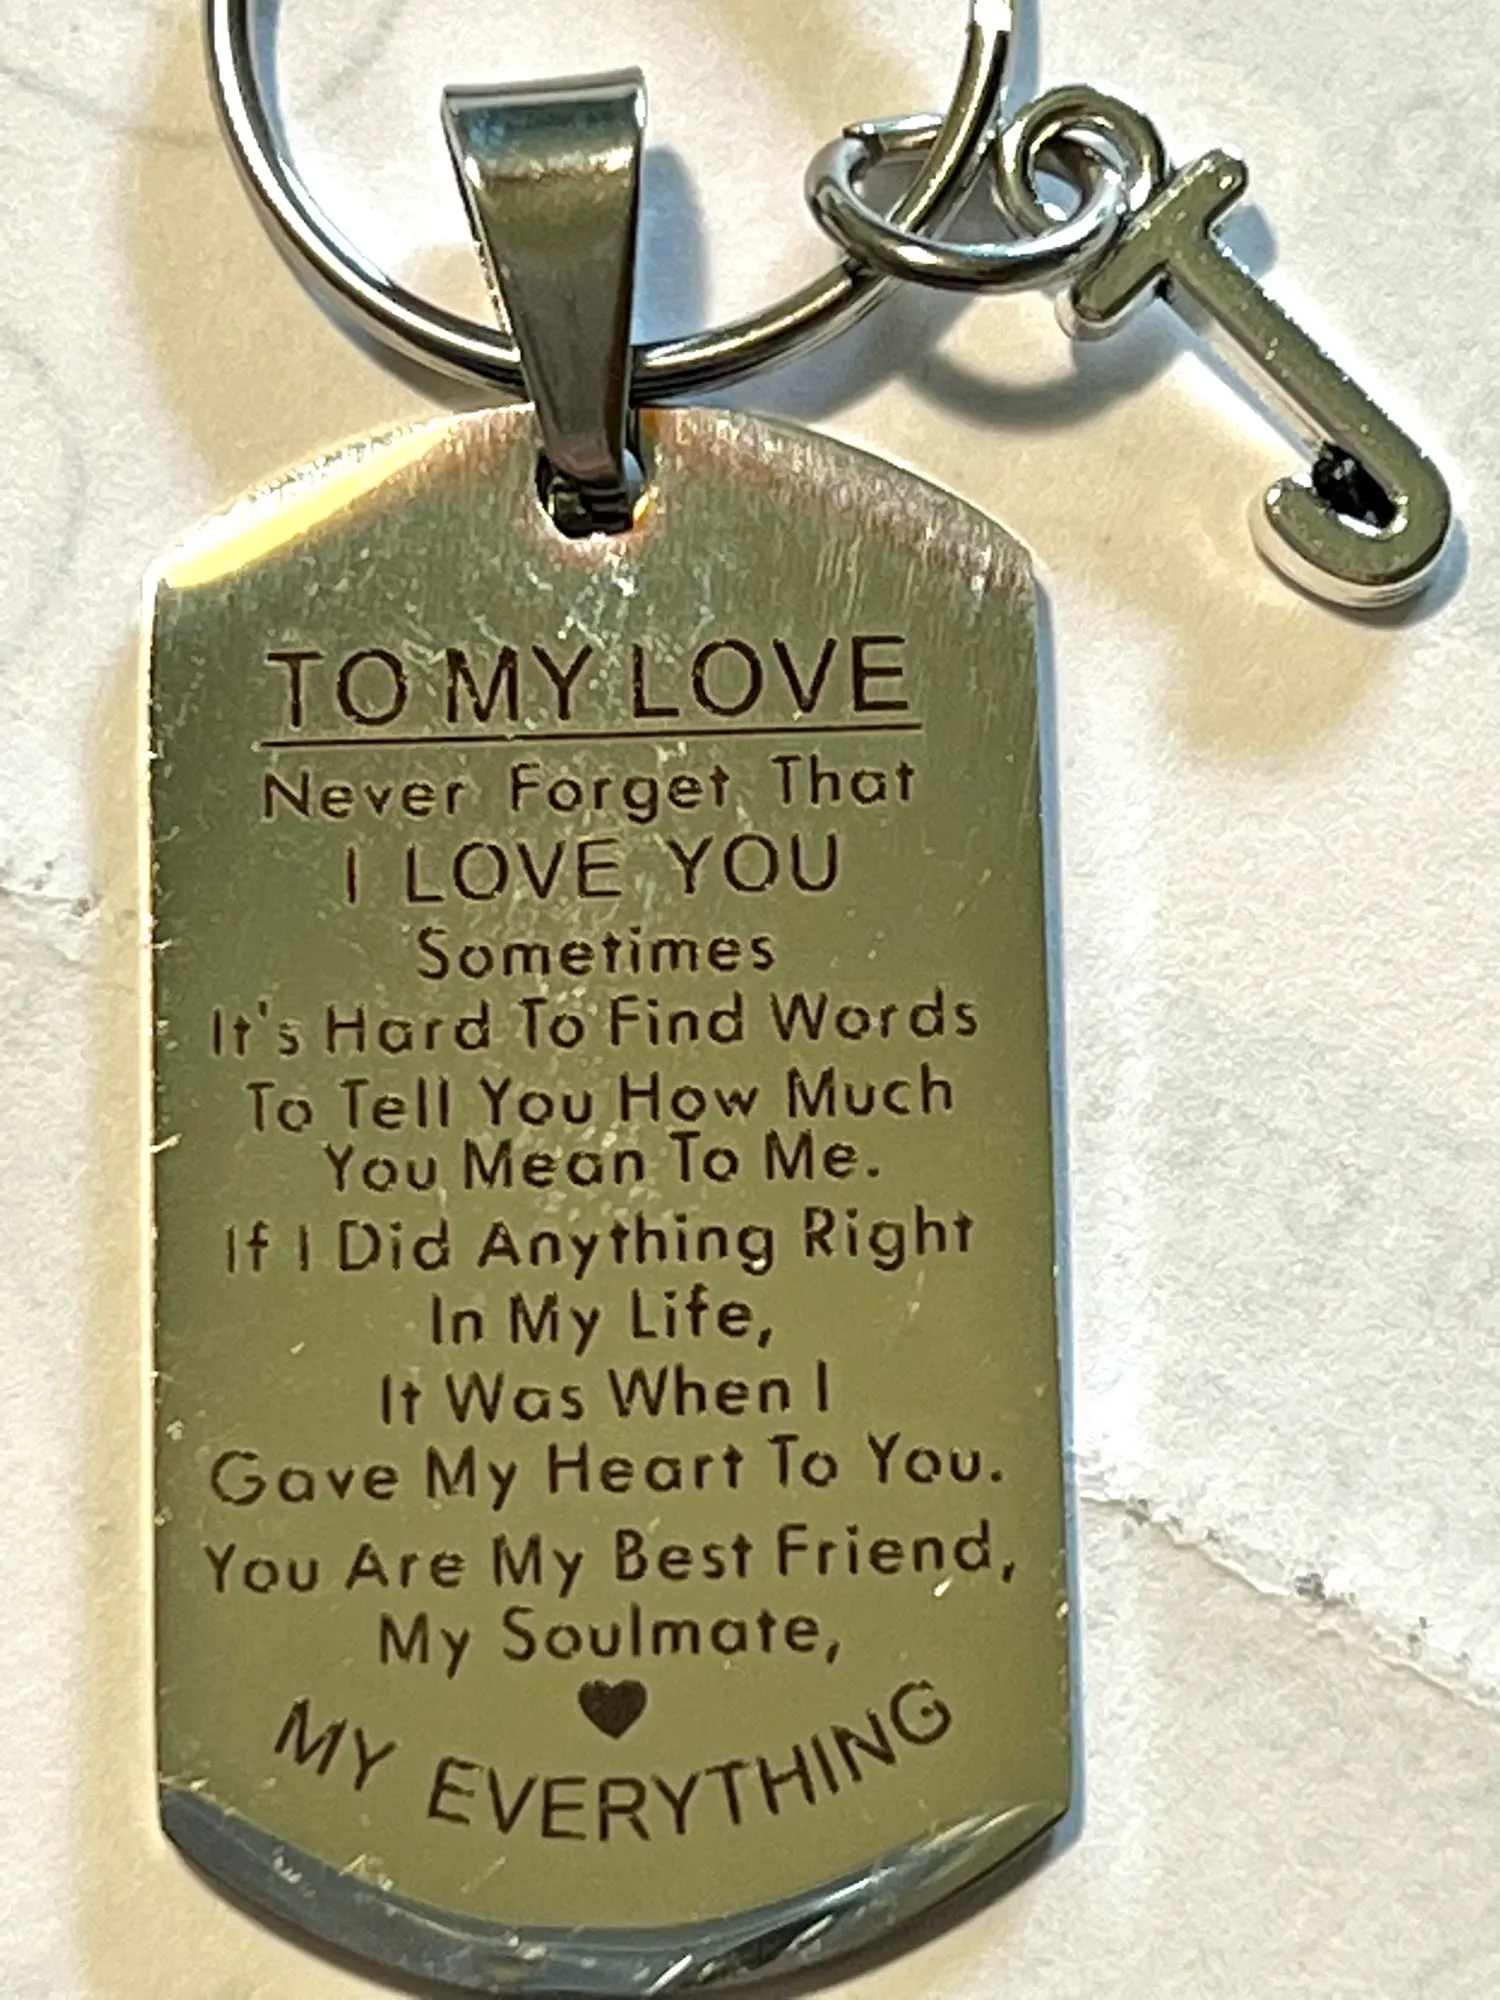 J
TO MY LOVE
Never Forget That
I LOVE YOU
Sometimes
It's Hard To Find Words
To Tell You How Much
You Mean To Me.
If I Did Anything Right
In My Life,
It Was When I
Gave My Heart To You.
You Are My Best Friend,
My Soulmate,
MY EVERYTHING